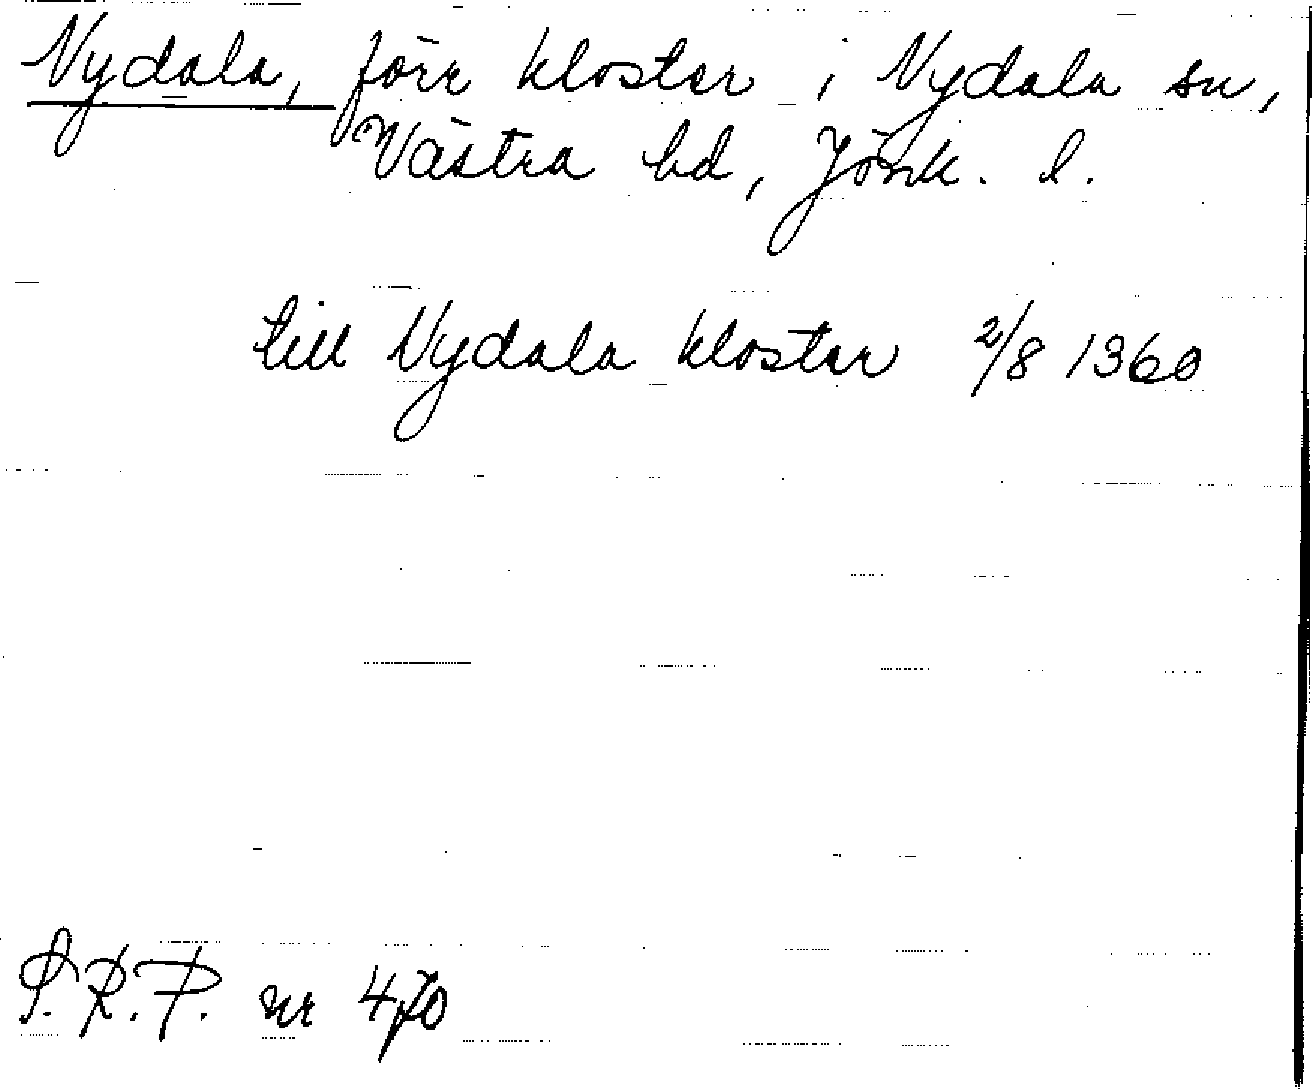 Nydala, förr kloster i Nydala sn,
Västra hd, Jönk. l.
till Nydala kloster 2/8 1360
S.R.P. nr 470